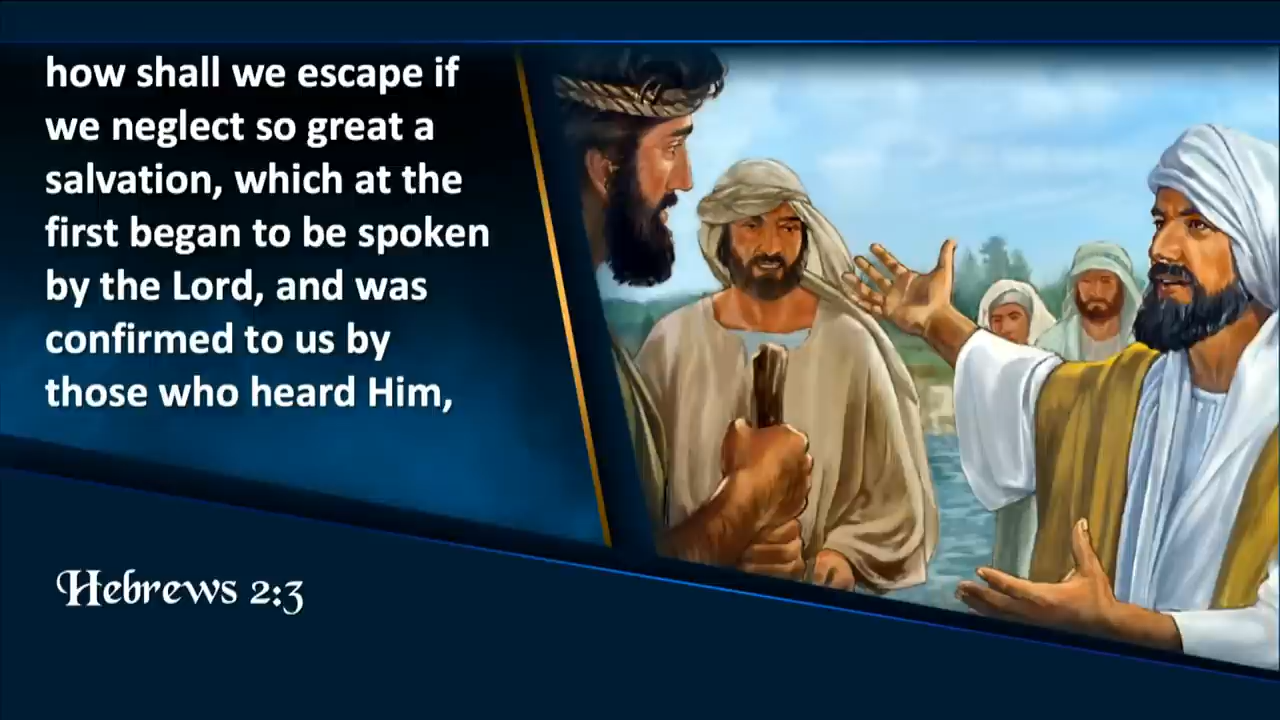 how shall we escape if
we neglect so great a
salvation, which at the
first began to be spoken
by the Lord, and was
confirmed to us by
those who heard Him,
Hebrews 2:3